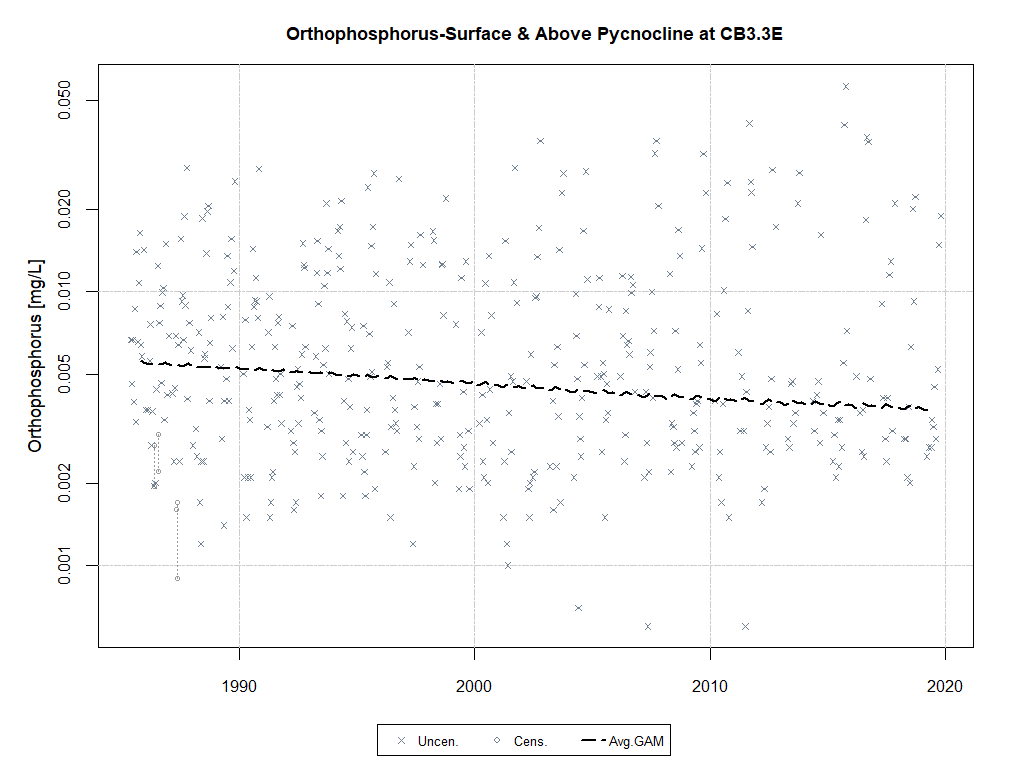 Orthophosphorus-Surface & Above Pycnocline at CB3.3E
Orthophosphorus [mg/L]
0.050
0.020
0.010
0.005
0.002
0.001
1990 2000 2010 2020
Uncen. Cens. Avg.GAM